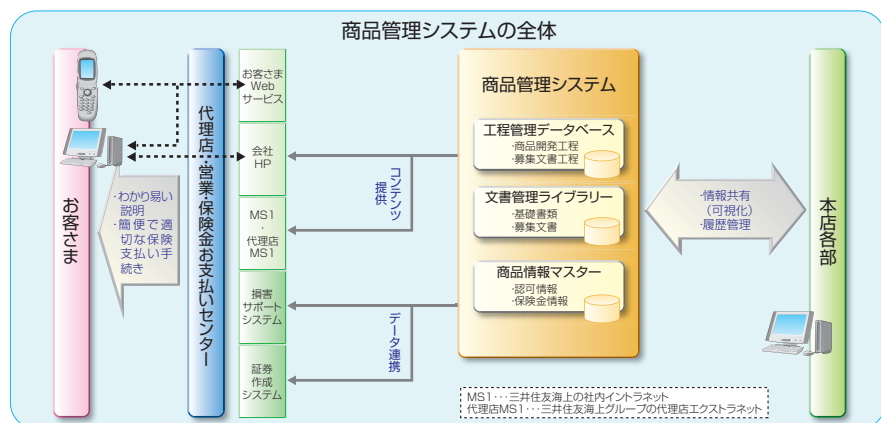 商品管理システムの全体
お客さま
・わかり易い
説明
・簡便で適
切な保険
支払い手
続き
代理店・営業・保険金お支払いセンター
お客さま
Web
サービス
会社
HP
MS1
・
代理店
MS1
損害
サポート
システム
証券
作成
システム
コンテンツ
提供
データ連携
商品管理システム
工程管理データベース
・商品開発工程
・募集文書工程
文書管理ライブラリー
・基礎書類
・募集文書
商品情報マスター
・認可情報
・保険金情報
・情報共有
（可視化）
・履歴管理
本店各部
MS1･･･三井住友海上の社内イントラネット
代理店MS1･･･三井住友海上グループの代理店エクストラネット